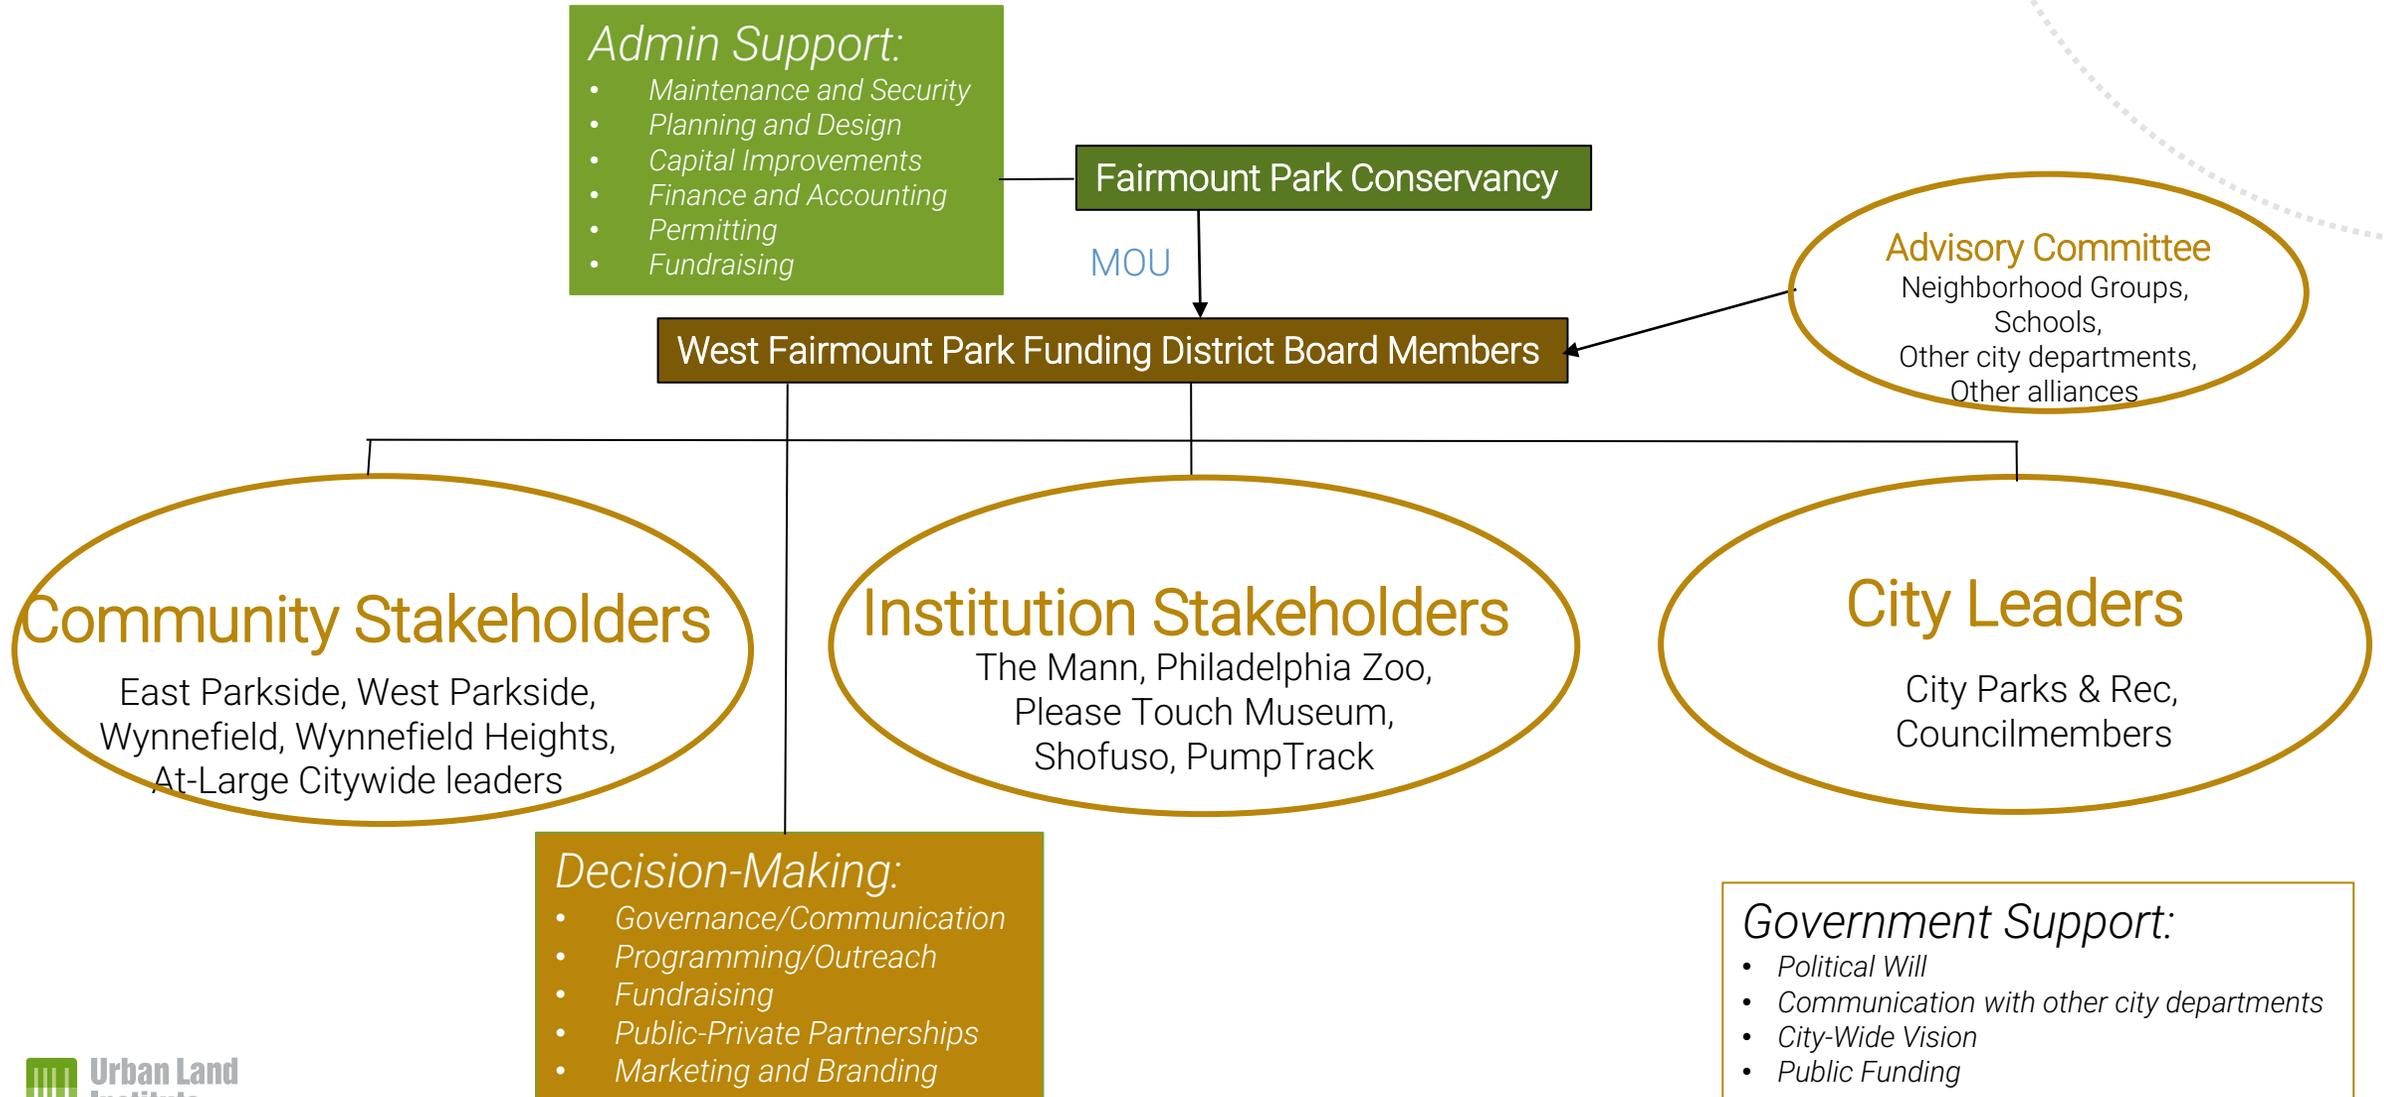 Admin Support:
• Maintenance and Security
• Planning and Design
• Capital Improvements
• Finance and Accounting
• Permitting
• Fundraising
Fairmount Park Conservancy
MOU
Advisory Committee
Neighborhood Groups,
Schools,
Other city departments,
Other alliances
West Fairmount Park Funding District Board Members
Community Stakeholders
East Parkside, West Parkside,
Wynnefield, Wynnefield Heights,
At-Large Citywide leaders
Institution Stakeholders
The Mann, Philadelphia Zoo,
Please Touch Museum,
Shofuso, PumpTrack
City Leaders
City Parks & Rec,
Councilmembers
Decision-Making:
• Governance/Communication
• Programming/Outreach
• Fundraising
• Public-Private Partnerships
• Marketing and Branding
Government Support:
• Political Will
• Communication with other city departments
• City-Wide Vision
• Public Funding
Urban Land
Institute